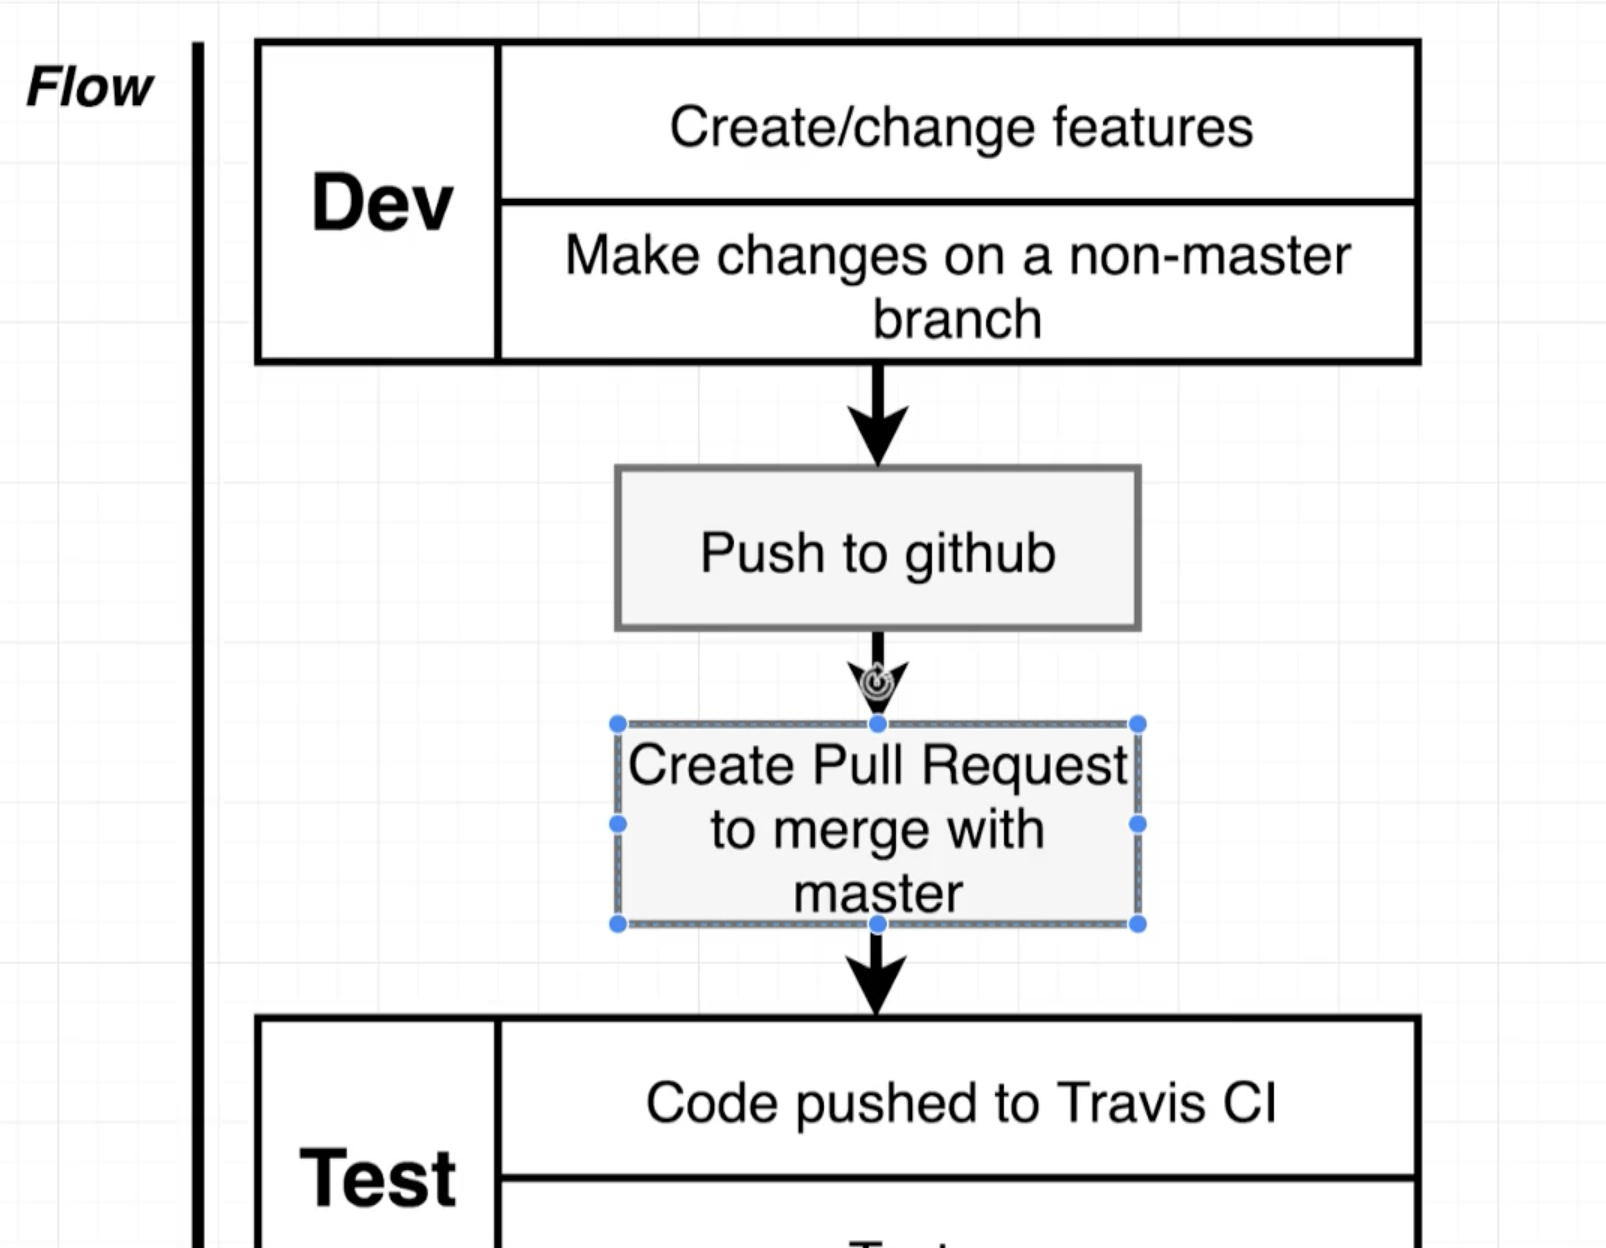 Flow
Dev
Create/change features
Make changes on a non-master
branch
Push to github
Create Pull Request
to merge with
master
Test
Code pushed to Travis CI